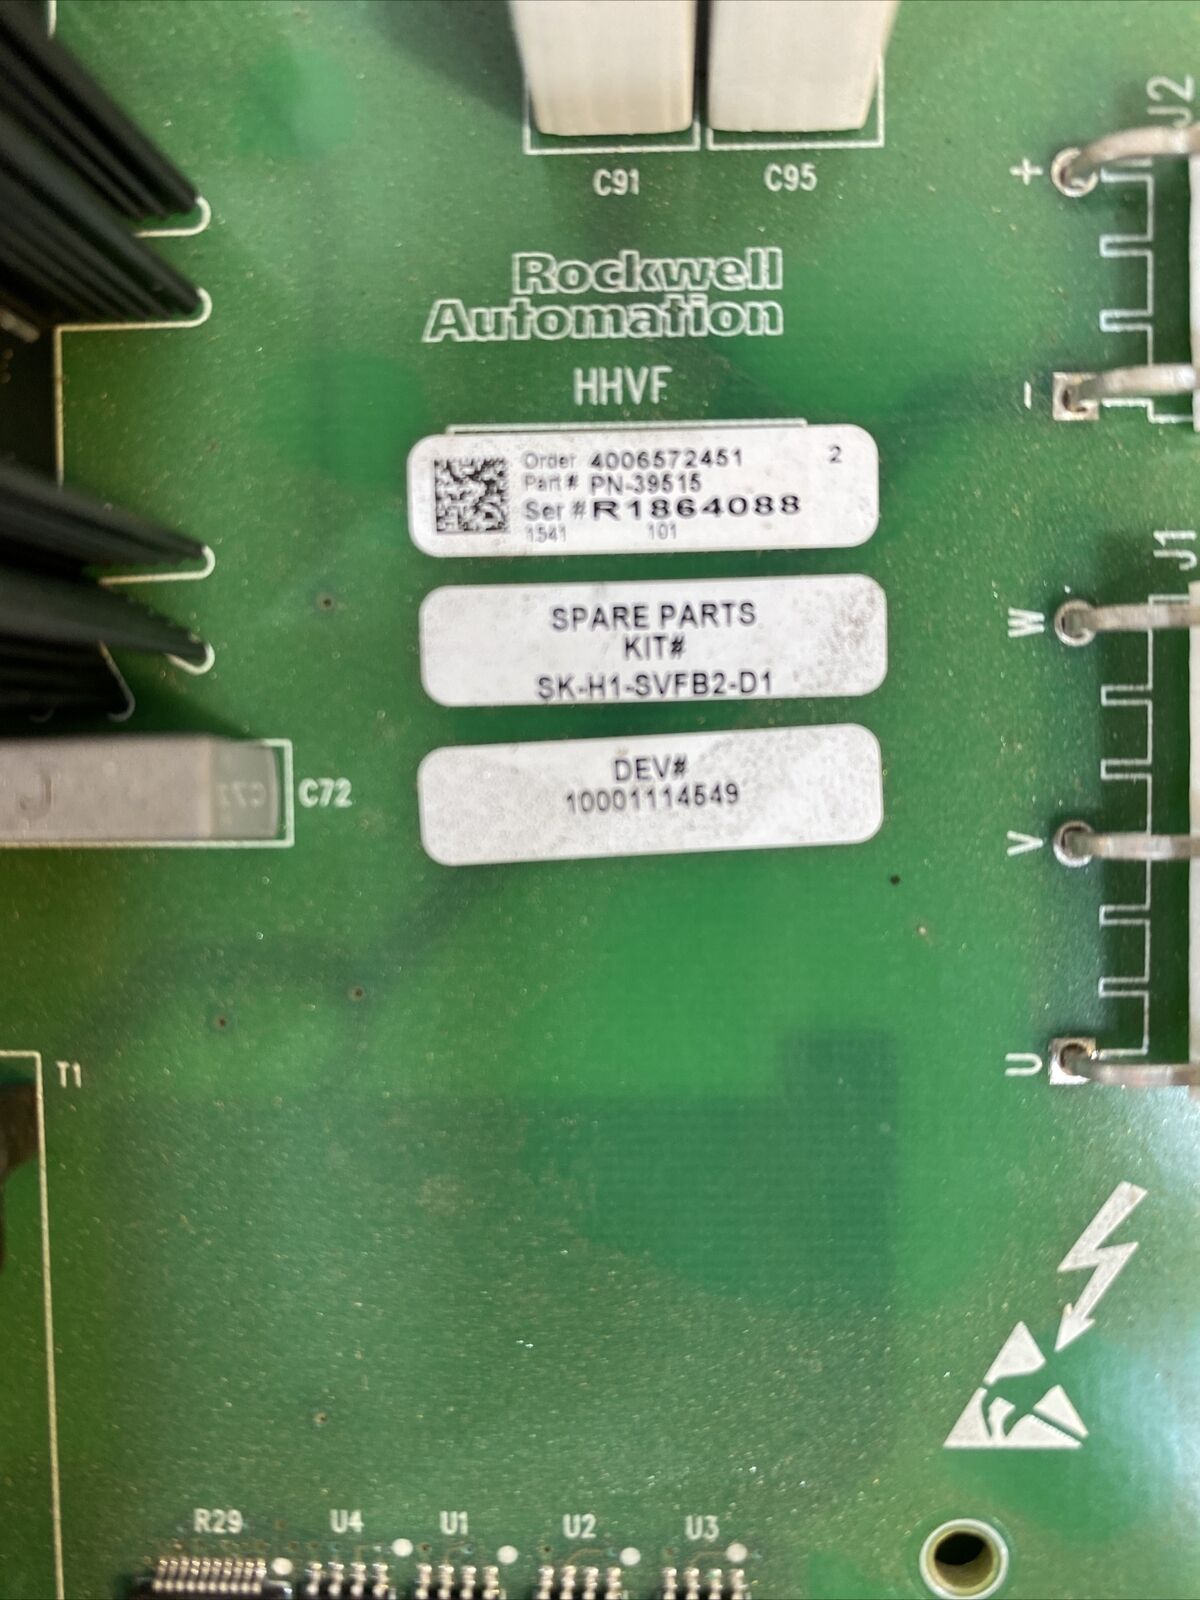 C91
C95
J2
+
-
Rockwell
Automation
HHVF
Order 4006572451 2
Part # PN-39515
Ser # R1864088
1541 101
SPARE PARTS
KIT#
SK-H1-SVFB2-D1
DEV#
10001114549
J1
W
V
U
J
C72
T1
R29
U4
U1
U2
U3